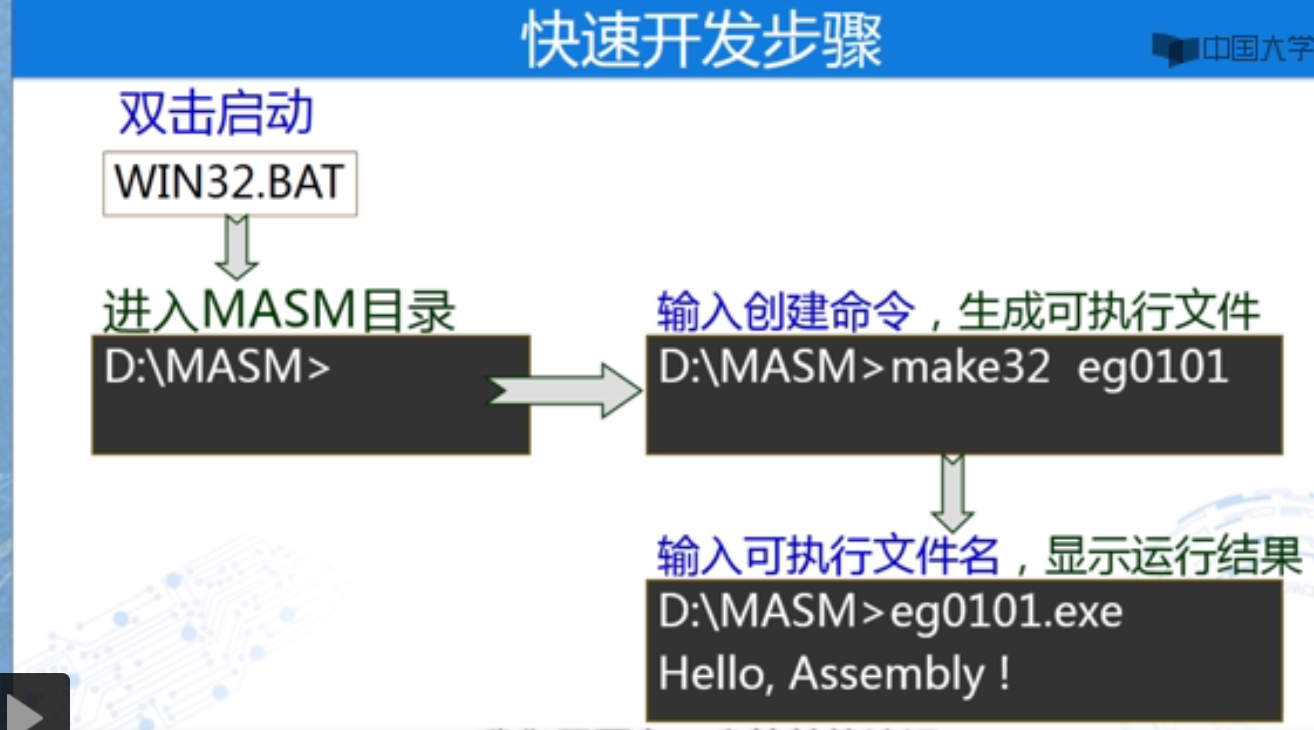 快速开发步骤
中国大学
双击启动
WIN32.BAT
进入MASM目录
D:\MASM>
输入创建命令，生成可执行文件
D:\MASM>make32 eg0101
输入可执行文件名，显示运行结果
D:\MASM>eg0101.exe
Hello, Assembly !